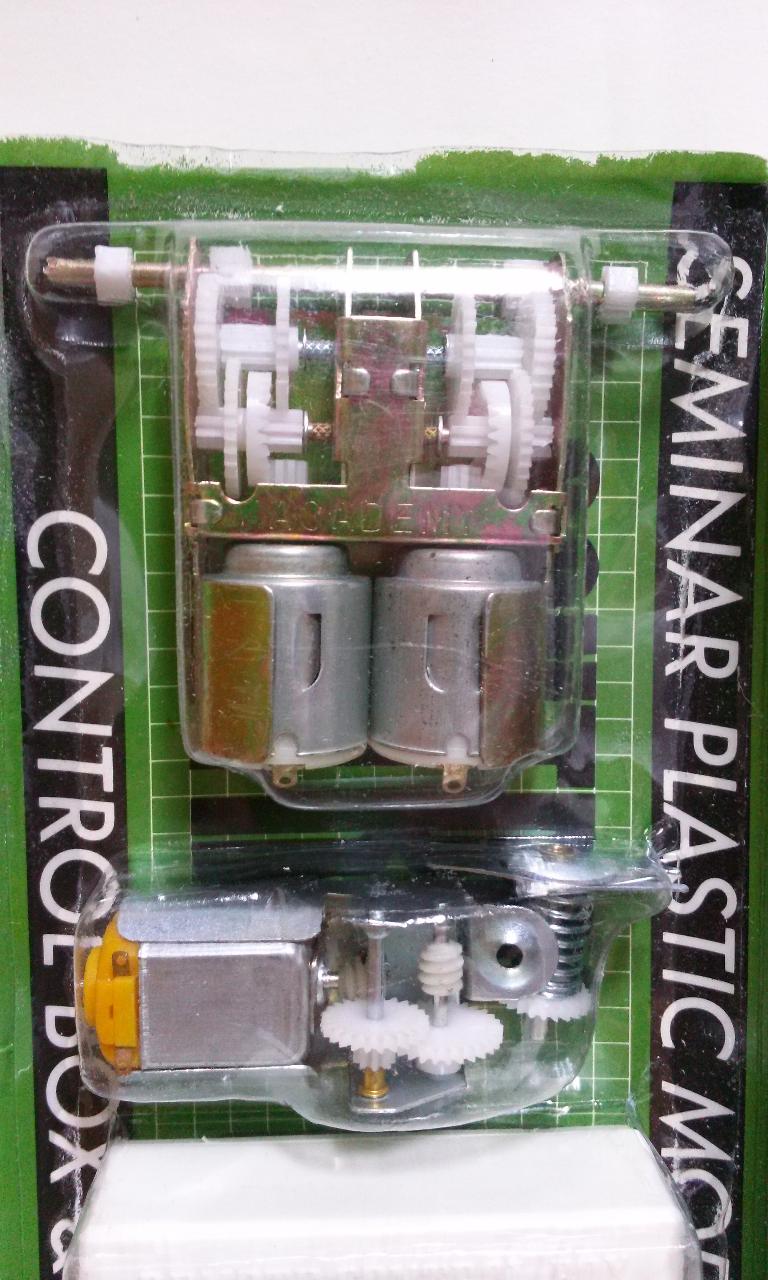 SEMINAR PLASTIC MO
CONTROL BOX &
ACADEMY